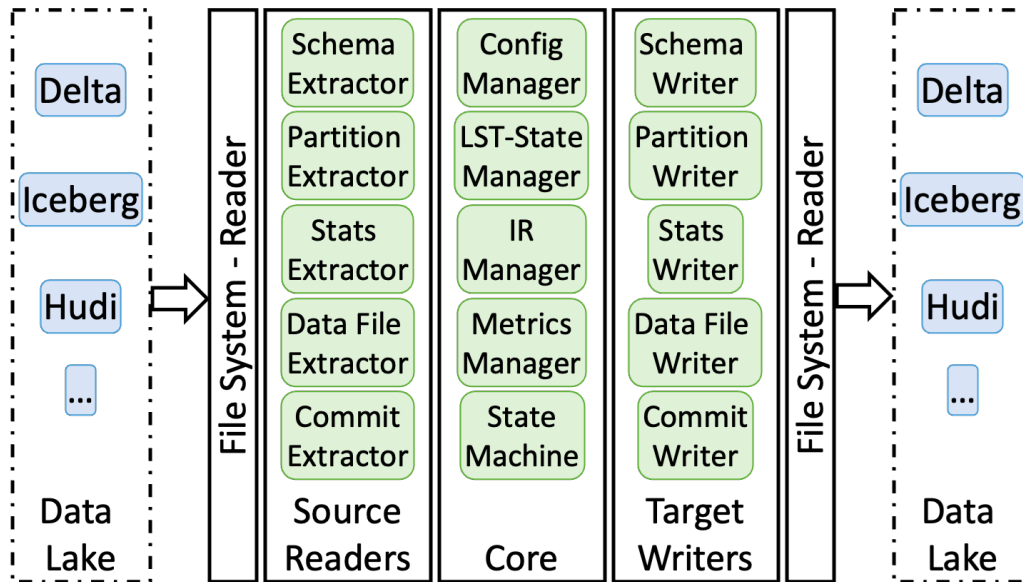 Delta
Iceberg
Hudi
...
Data
Lake
File System - Reader
Schema
Extractor
Partition
Extractor
Stats
Extractor
Data File
Extractor
Commit
Extractor
Source
Readers
Config
Manager
LST-State
Manager
IR
Manager
Metrics
Manager
State
Machine
Core
Schema
Writer
Partition
Writer
Stats
Writer
Data File
Writer
Commit
Writer
Target
Writers
File System - Reader
Delta
Iceberg
Hudi
...
Data
Lake